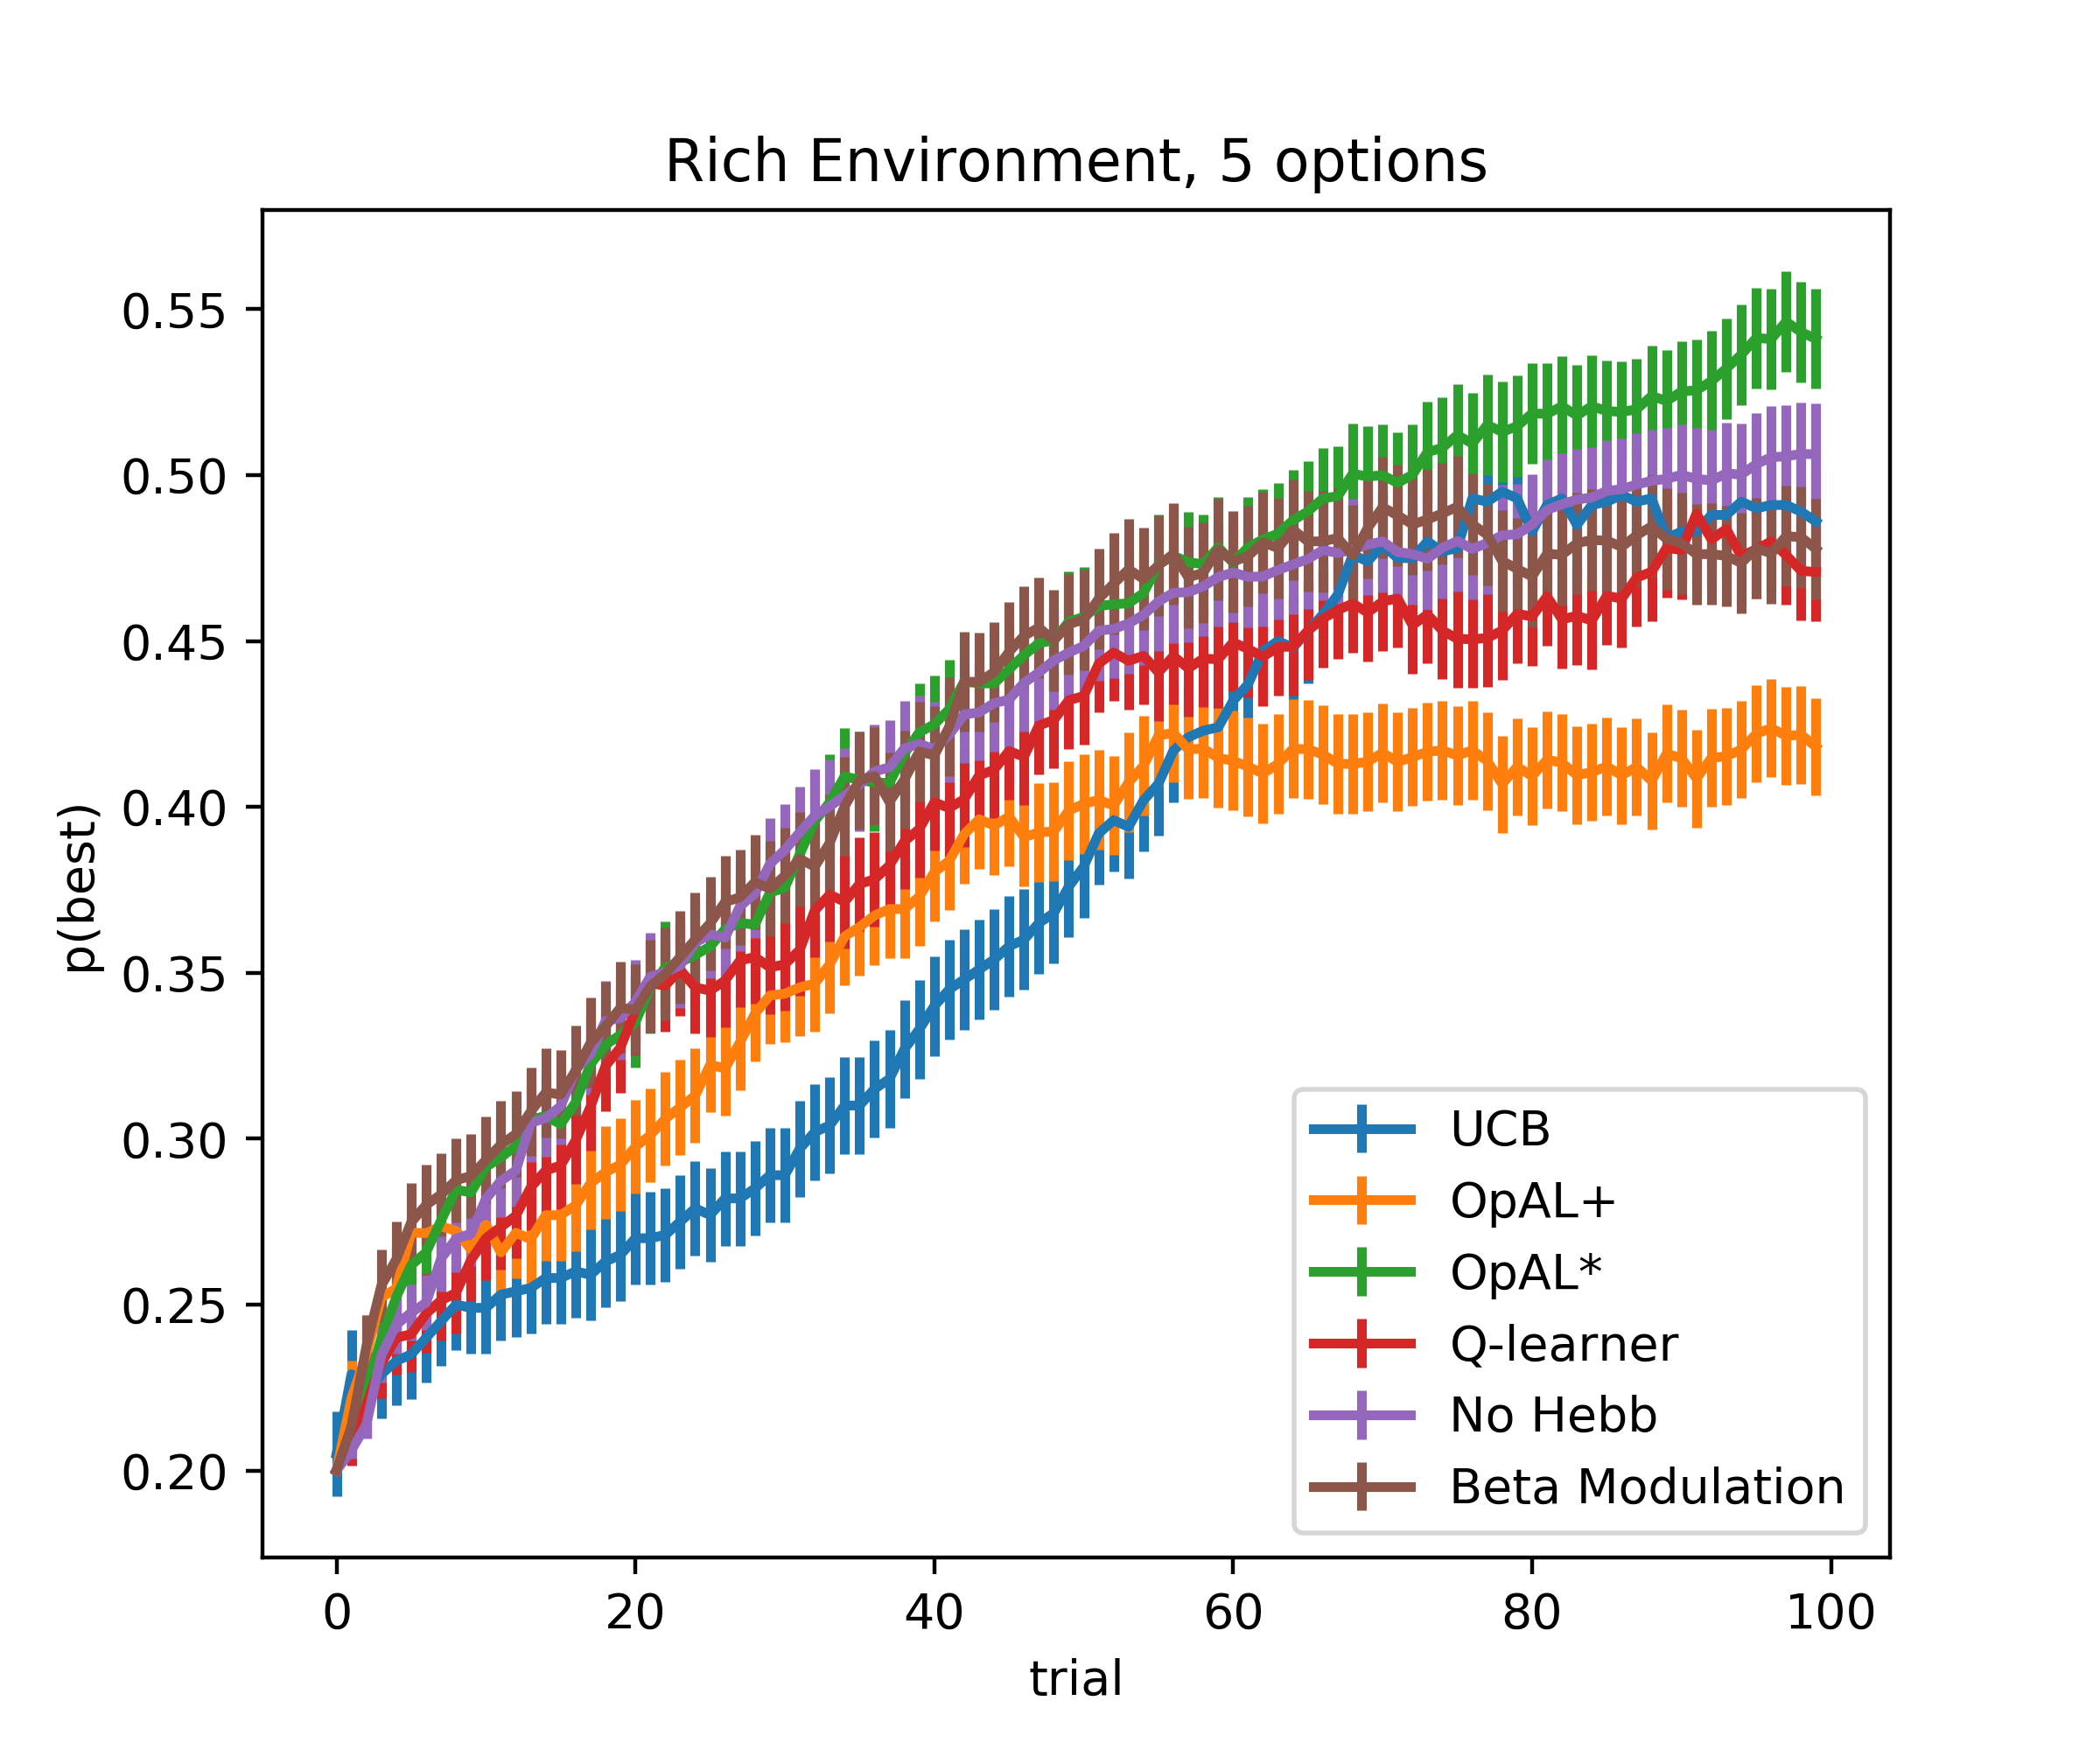 Rich Environment, 5 options
p(best)
0.55
0.50
0.45
0.40
0.35
0.30
0.25
0.20
UCB
OpAL+
OpAL*
Q-learner
No Hebb
Beta Modulation
0 20 40 60 80 100
trial